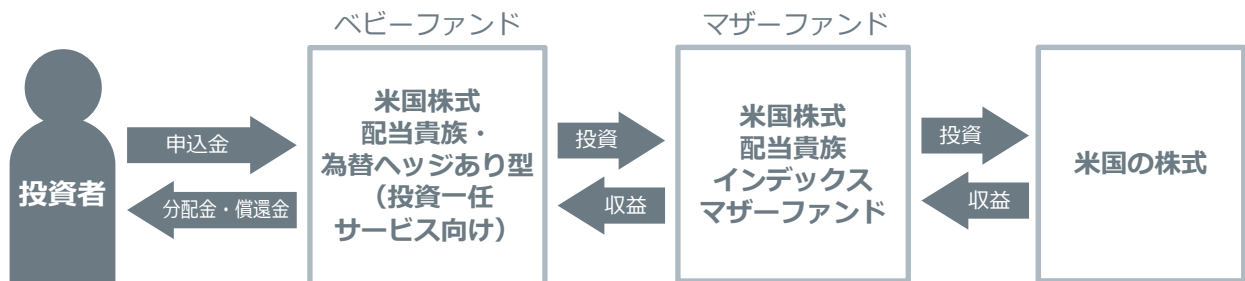 ベビーファンド
マザーファンド
投資者
申込金
分配金・償還金
米国株式
配当貴族・
為替ヘッジあり型
（投資一任
サービス向け）
投資
収益
米国株式
配当貴族
インデックス
マザーファンド
投資
収益
米国の株式